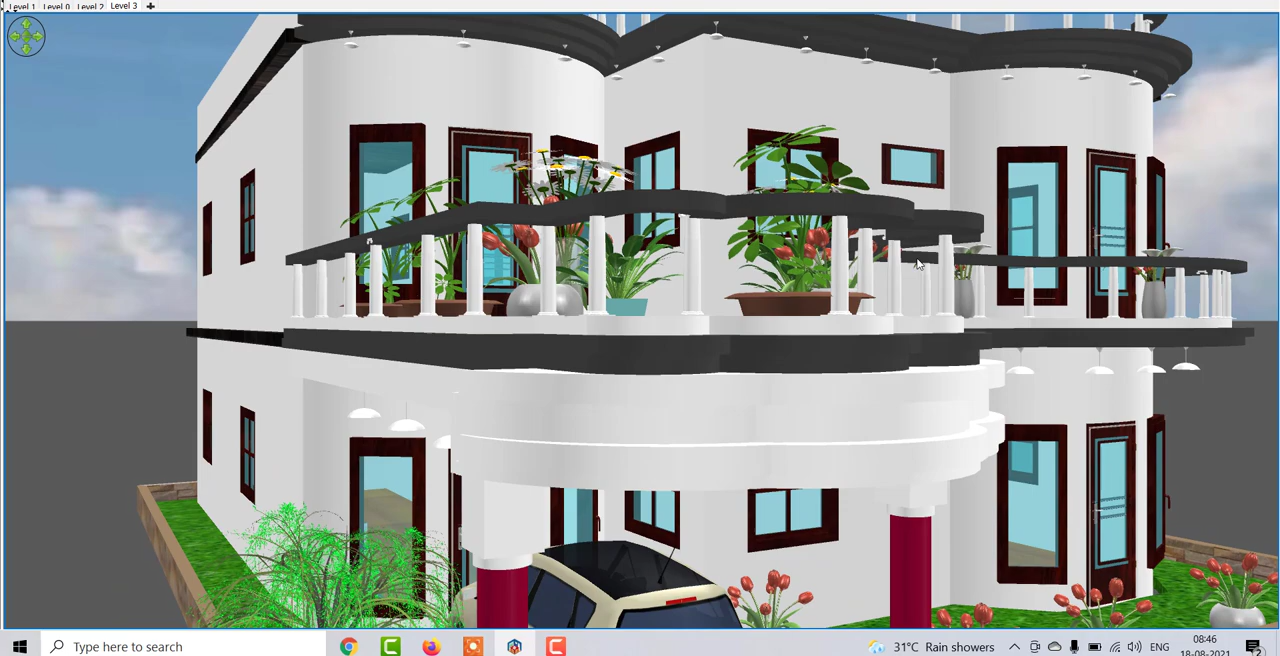 Level 1 Level 0 Level 2 Level 3
Type here to search
31°C Rain showers
ENG
08:46
18-08-2021
2